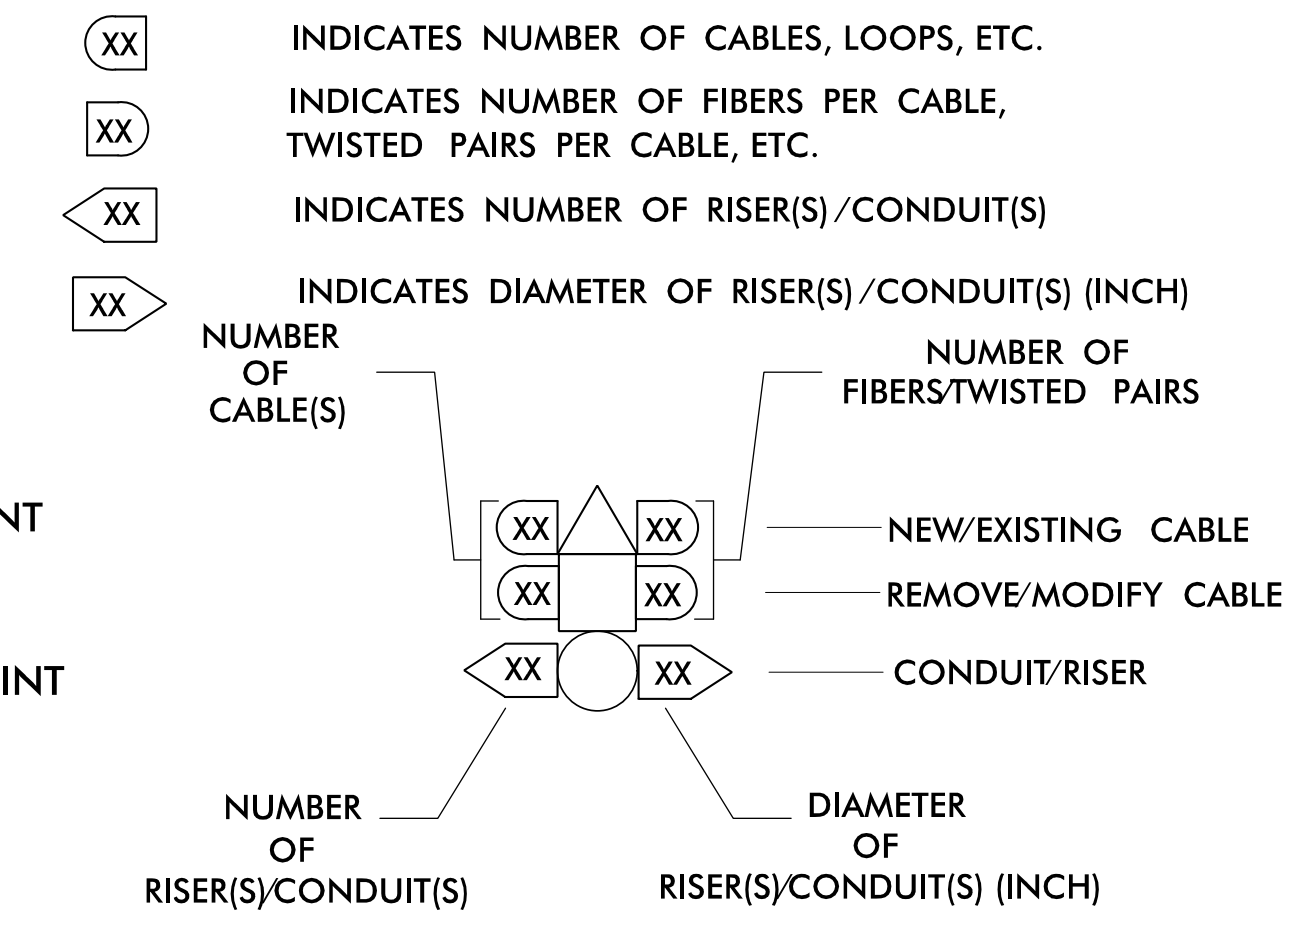 XX INDICATES NUMBER OF CABLES, LOOPS, ETC.
XX INDICATES NUMBER OF FIBERS PER CABLE,
TWISTED PAIRS PER CABLE, ETC.
XX INDICATES NUMBER OF RISER(S)/CONDUIT(S)
XX INDICATES DIAMETER OF RISER(S)/CONDUIT(S) (INCH)
NUMBER
OF
CABLE(S)
NUMBER OF
FIBERS/TWISTED PAIRS
NT
XX XX NEW/EXISTING CABLE
XX XX REMOVE/MODIFY CABLE
INT
XX XX CONDUIT/RISER
NUMBER
OF
RISER(S)/CONDUIT(S)
DIAMETER
OF
RISER(S)/CONDUIT(S) (INCH)